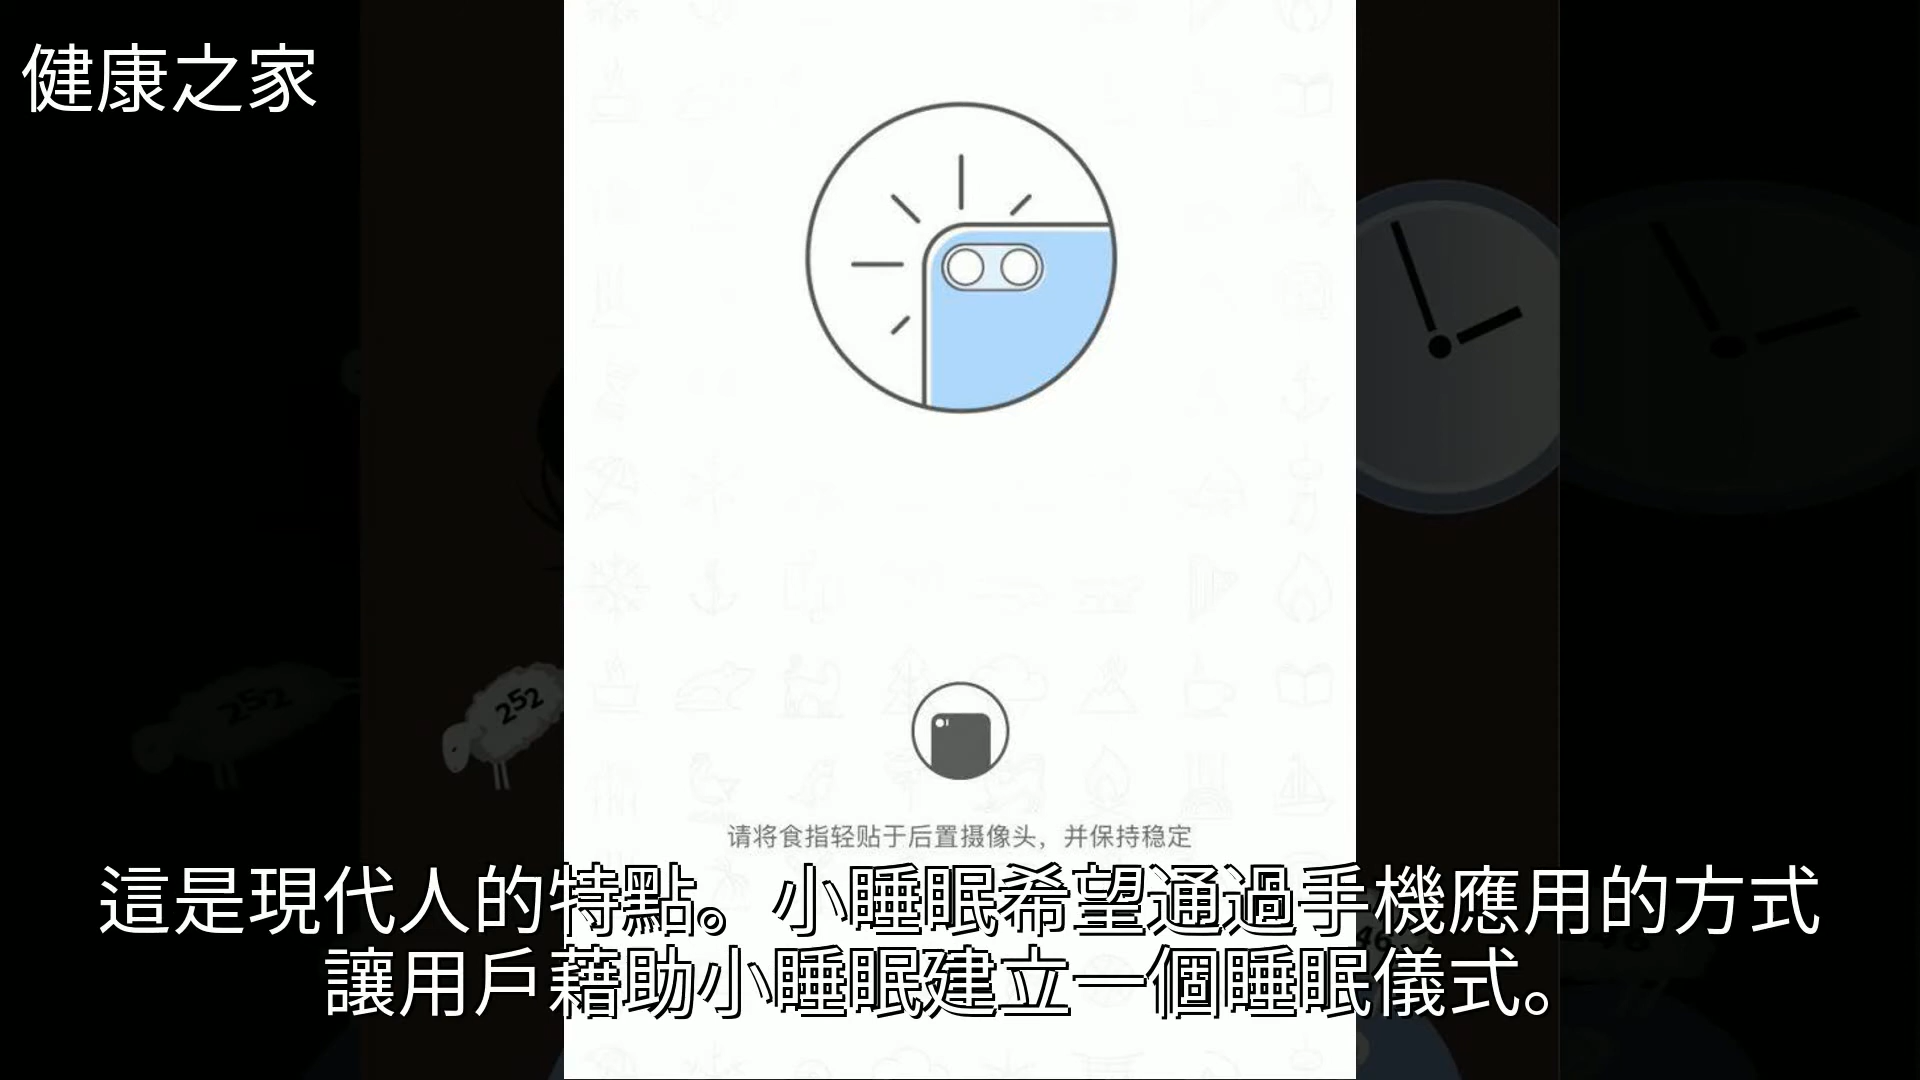 健康之家
252
252
请将食指轻贴于后置摄像头，并保持稳定
這是現代人的特點。小睡眠希望通過手機應用的方式
讓用戶藉助小睡眠建立一個睡眠儀式。